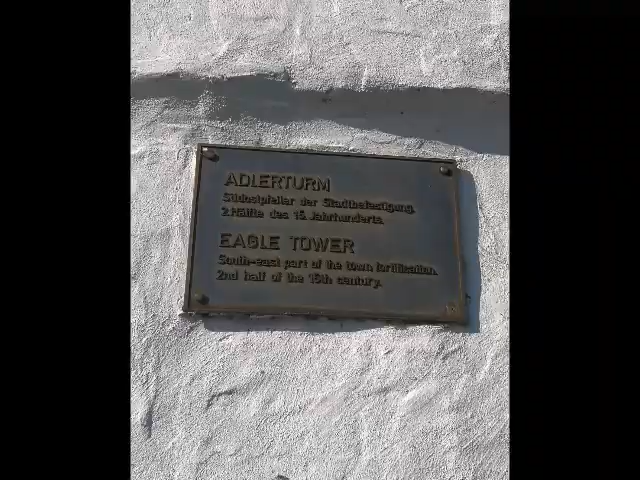 ADLERTURM
Südostpfeiler der Stadtbefestigung.
2.Hälfte des 15. Jahrhunderts.
EAGLE TOWER
South-east part of the town fortification.
2nd half of the 15th century.